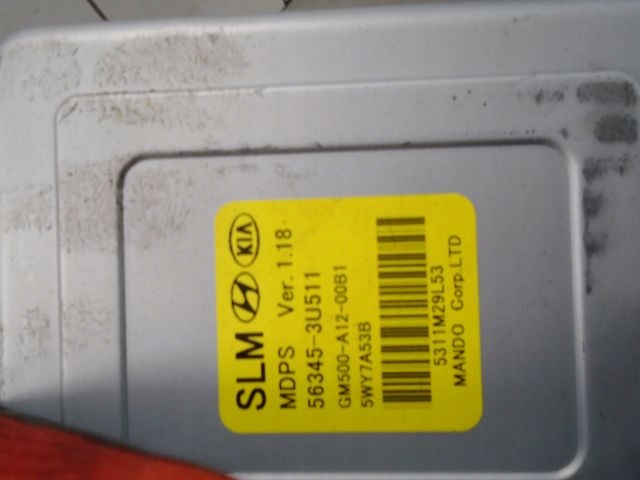 SLM KIA
MDPS Ver. 1.18
56345-3U511
GM500-A12-00B1
5WY7A53B
5311M29L53
MANDO Corp.LTD